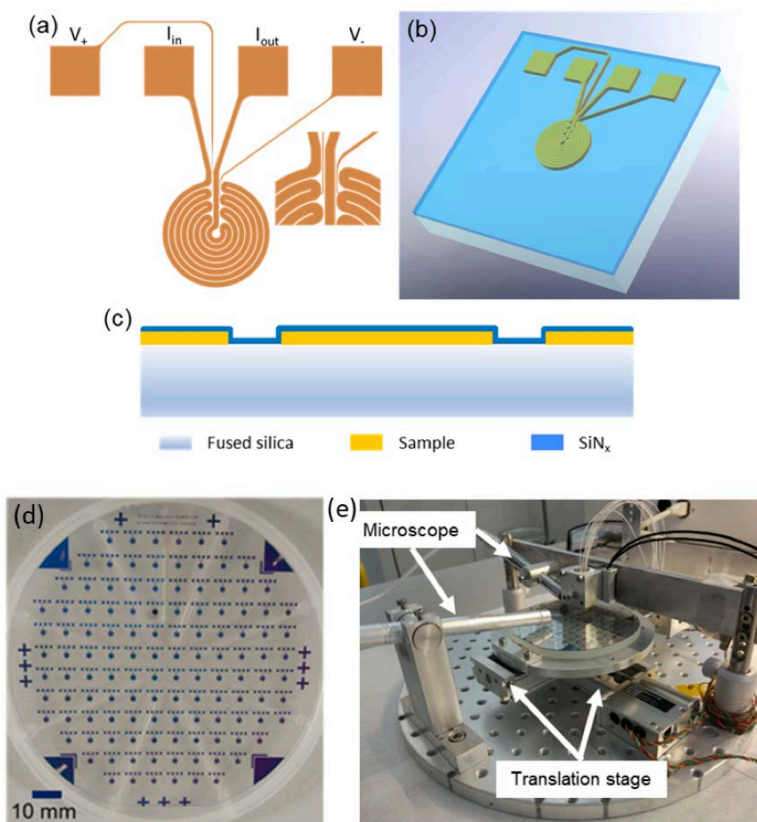 (a)
V+ Iin Iout V-
(b)
(c)
Fused silica Sample SiNx
(d)
10 mm
(e)
Microscope
Translation stage